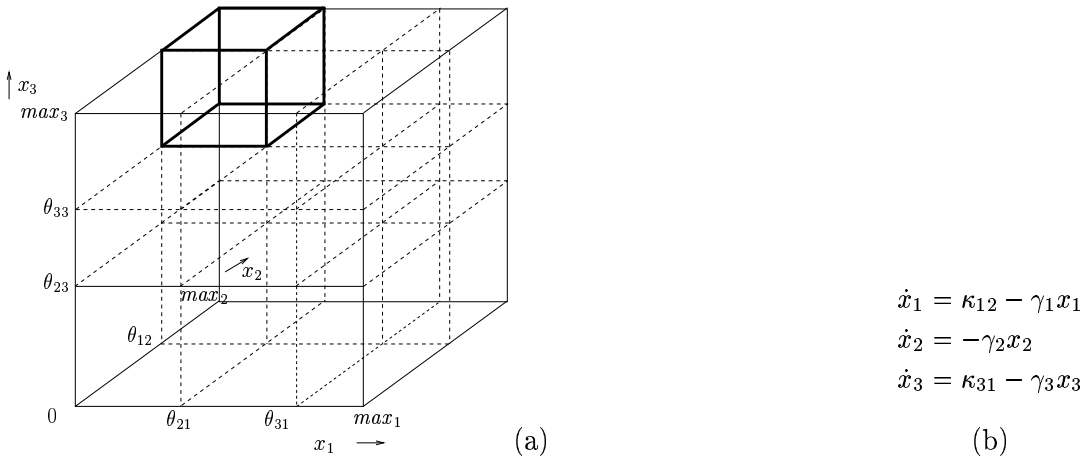 x₃
max₃
θ₃₃
θ₂₃
x₂
max₂
θ₁₂
0
θ₂₁
θ₃₁
max₁
x₁
(a)
ẋ₁ = κ₁₂ − γ₁x₁
ẋ₂ = −γ₂x₂
ẋ₃ = κ₃₁ − γ₃x₃
(b)